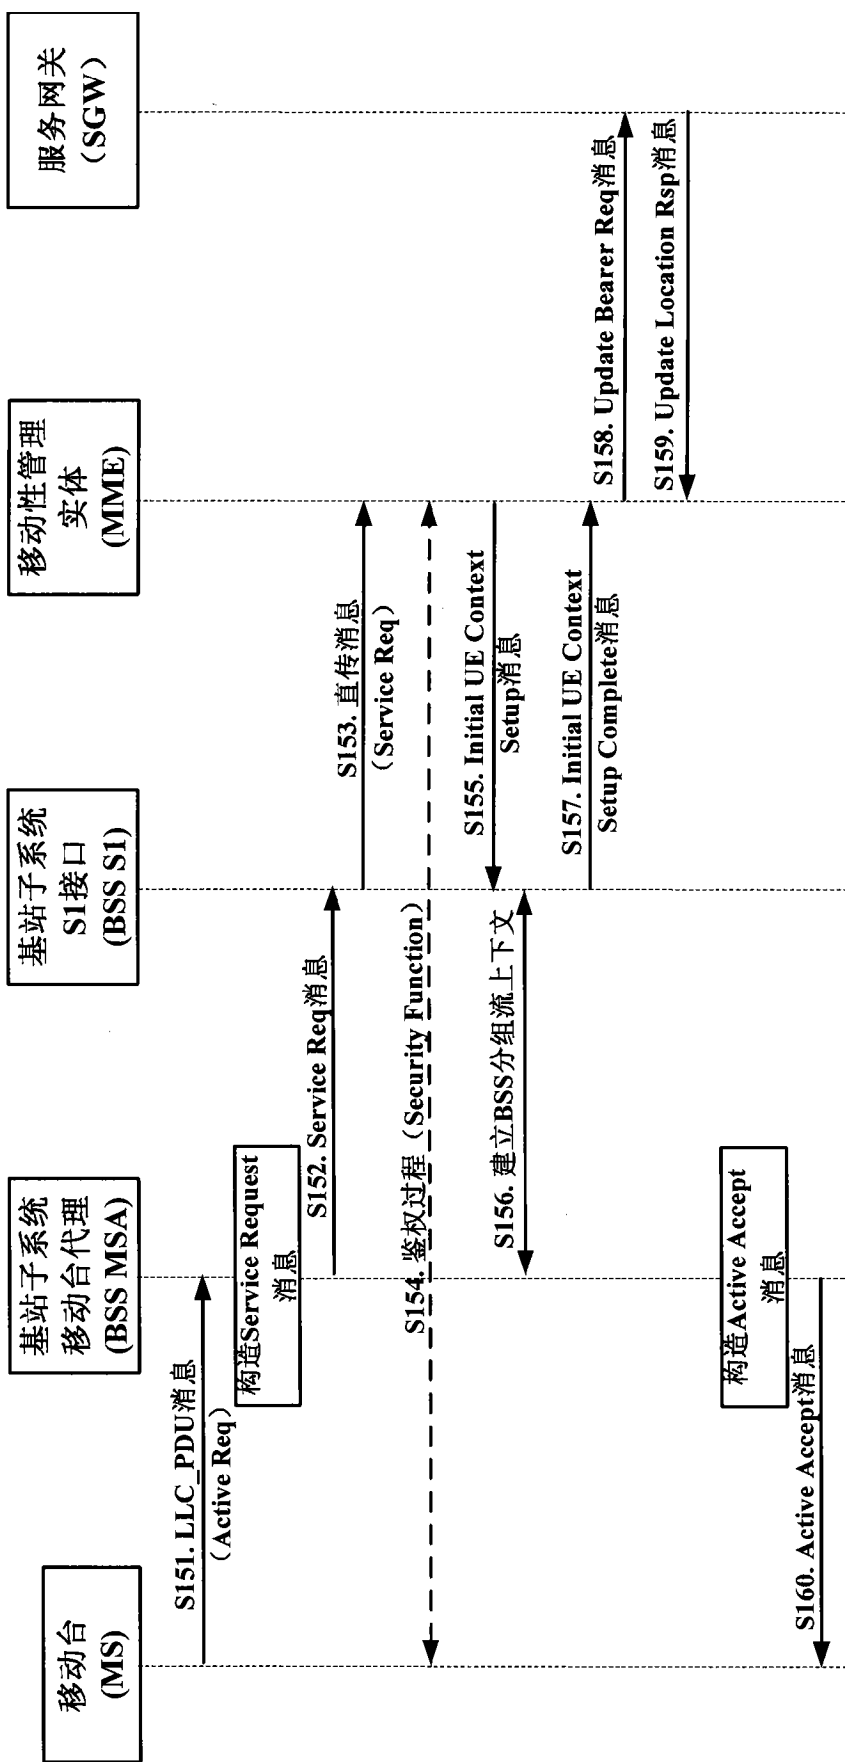 移动台
(MS)
基站子系统
移动台代理
(BSS MSA)
基站子系统
S1接口
(BSS S1)
移动性管理
实体
(MME)
服务网关
（SGW）
S151. LLC_PDU消息
（Active Req）
构造Service Request
消息
S152. Service Req消息
S153. 直传消息
（Service Req）
S154. 鉴权过程（Security Function）
S155. Initial UE Context
Setup消息
S156. 建立BSS分组流上下文
S157. Initial UE Context
Setup Complete消息
S158. Update Bearer Req消息
S159. Update Location Rsp消息
构造Active Accept
消息
S160. Active Accept消息